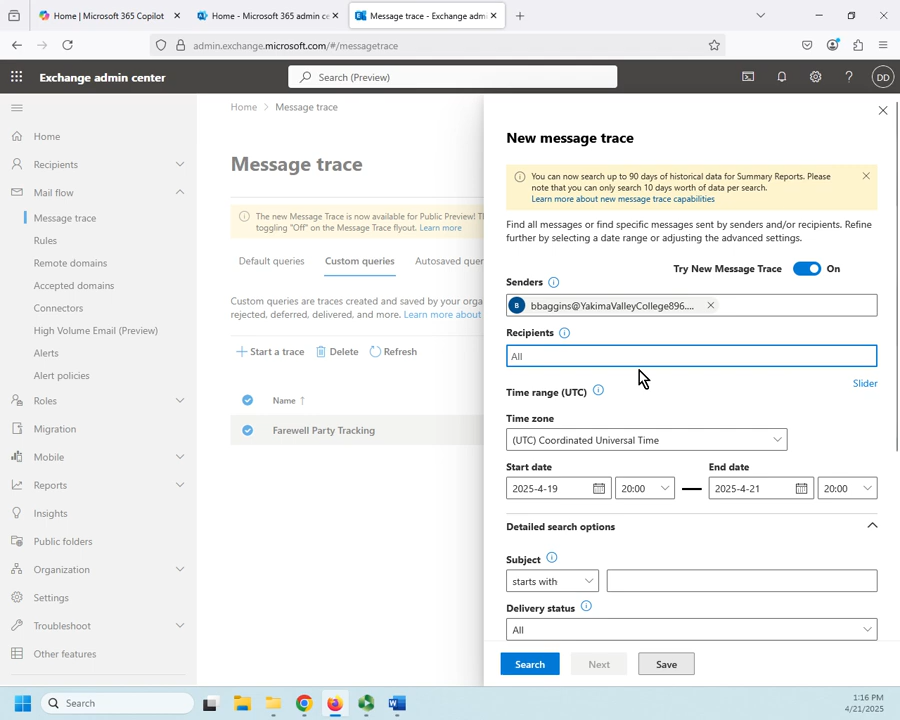 Home | Microsoft 365 Copilot
Home - Microsoft 365 admin ce
Message trace - Exchange admin
admin.exchange.microsoft.com/#/messagetrace
Exchange admin center
Search (Preview)
DD
Home
Recipients
Mail flow
Message trace
Rules
Remote domains
Accepted domains
Connectors
High Volume Email (Preview)
Alerts
Alert policies
Roles
Migration
Mobile
Reports
Insights
Public folders
Organization
Settings
Troubleshoot
Other features
Home > Message trace
Message trace
The new Message Trace is now available for Public Preview! Th
toggling "Off" on the Message Trace flyout. Learn more
Default queries
Custom queries
Autosaved quer
Custom queries are traces created and saved by your orga
rejected, deferred, delivered, and more. Learn more about
Start a trace
Delete
Refresh
Name ↑
Farewell Party Tracking
New message trace
You can now search up to 90 days of historical data for Summary Reports. Please
note that you can only search 10 days worth of data per search.
Learn more about new message trace capabilities
Find all messages or find specific messages sent by senders and/or recipients. Refine
further by selecting a date range or adjusting the advanced settings.
Try New Message Trace
On
Senders
B
bbaggins@YakimaValleyCollege896....
Recipients
All
Slider
Time range (UTC)
Time zone
(UTC) Coordinated Universal Time
Start date
End date
2025-4-19
20:00
2025-4-21
20:00
Detailed search options
Subject
starts with
Delivery status
All
Search
Next
Save
Search
1:16 PM
4/21/2025